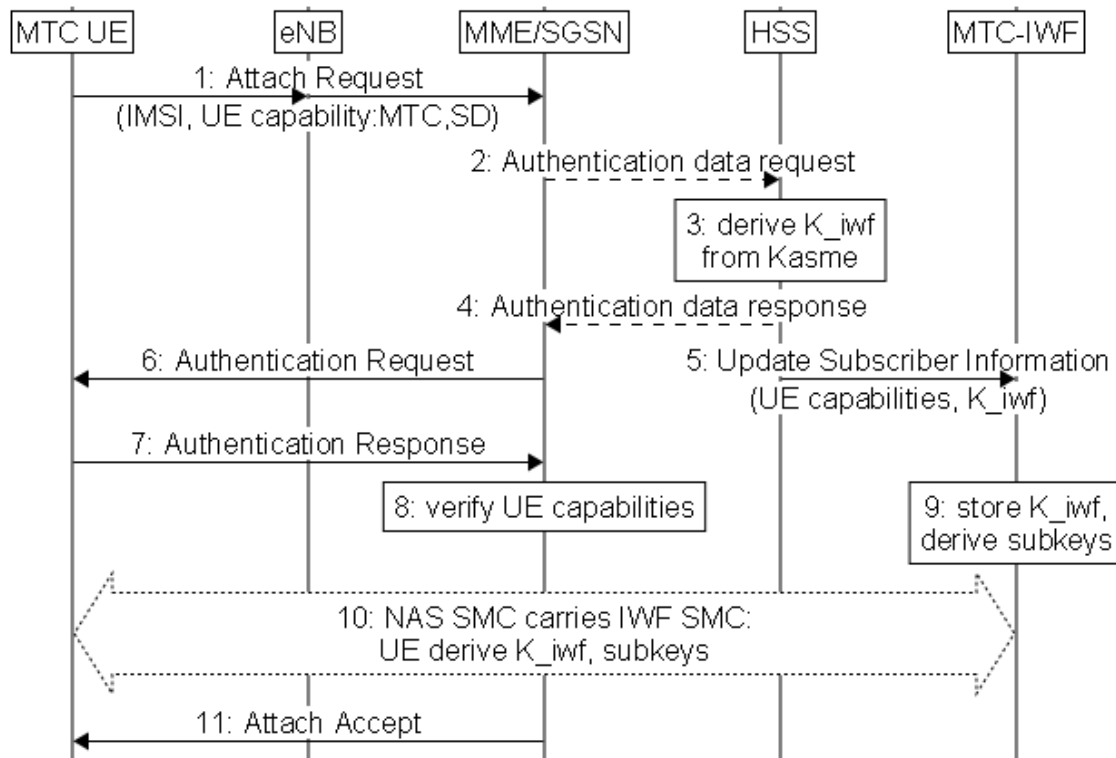 MTC UE
eNB
MME/SGSN
HSS
MTC-IWF
1: Attach Request
(IMSI, UE capability:MTC,SD)
2: Authentication data request
3: derive K_iwf
from Kasme
4: Authentication data response
6: Authentication Request
5: Update Subscriber Information
(UE capabilities, K_iwf)
7: Authentication Response
8: verify UE capabilities
9: store K_iwf,
derive subkeys
10: NAS SMC carries IWF SMC:
UE derive K_iwf, subkeys
11: Attach Accept